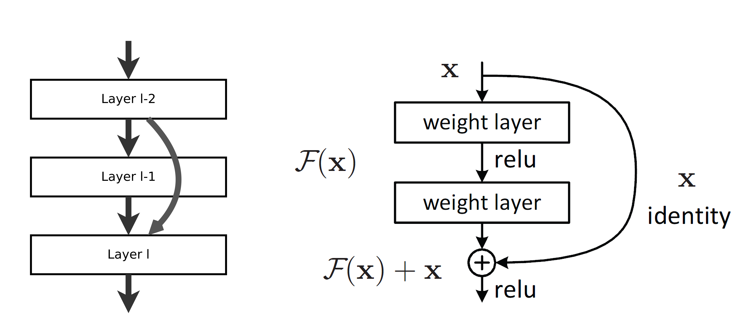 Layer l-2
Layer l-1
Layer l
x
weight layer
relu
F(x)
weight layer
x
identity
F(x) + x
relu